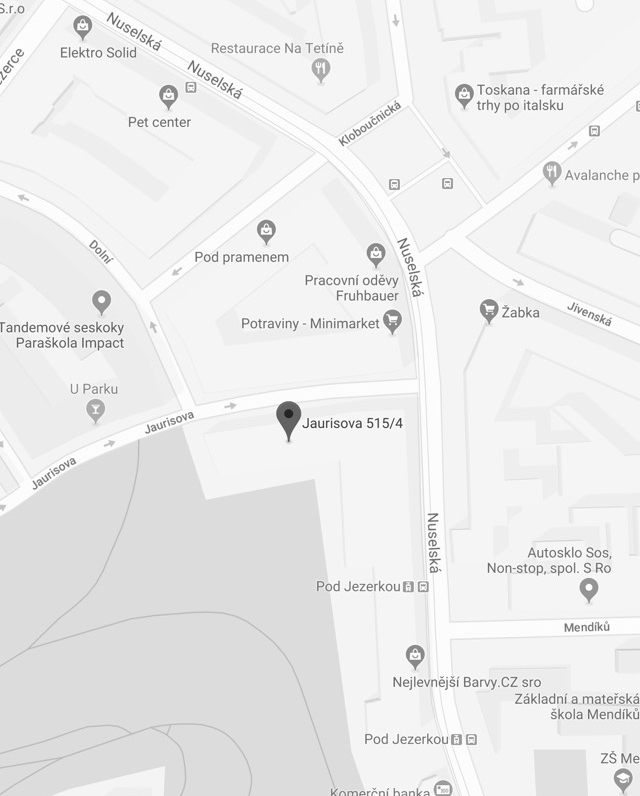 S.r.o
Nuselská
Elektro Solid
Restaurace Na Tetíně
Nuselská
Toskana - farmářské
trhy po italsku
Pet center
Kloboučnická
Avalanche p
Pod pramenem
Nuselská
Dolní
Pracovní oděvy
Fruhbauer
Tandemové seskoky
Paraškola Impact
Potraviny - Minimarket
Žabka
Jivenská
U Parku
Jaurisova
Jaurisova 515/4
Jaurisova
Nuselská
Autosklo Sos,
Non-stop, spol. S Ro
Pod Jezerkou
Mendíků
Nejlevnější Barvy.CZ sro
Základní a mateřská
škola Mendíků
Pod Jezerkou
ZŠ Me
Komerční banka